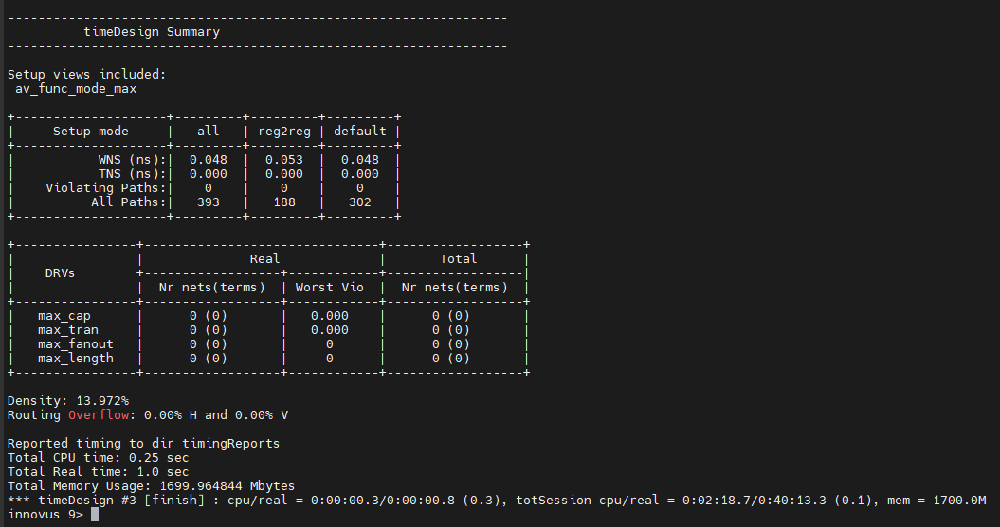 ------------------------------------------------------------------
          timeDesign Summary
------------------------------------------------------------------

Setup views included:
 av_func_mode_max

+--------------------+---------+---------+---------+
|     Setup mode     |   all   | reg2reg | default |
+--------------------+---------+---------+---------+
|           WNS (ns):|  0.048  |  0.053  |  0.048  |
|           TNS (ns):|  0.000  |  0.000  |  0.000  |
|    Violating Paths:|    0    |    0    |    0    |
|          All Paths:|   393   |   188   |   302   |
+--------------------+---------+---------+---------+

+----------------+-------------------------------+------------------+
|                |              Real             |       Total      |
|    DRVs        +------------------+------------+------------------|
|                |  Nr nets(terms)  | Worst Vio  |  Nr nets(terms)  |
+----------------+------------------+------------+------------------+
|   max_cap      |      0 (0)       |   0.000    |      0 (0)       |
|   max_tran     |      0 (0)       |   0.000    |      0 (0)       |
|   max_fanout   |      0 (0)       |     0      |      0 (0)       |
|   max_length   |      0 (0)       |     0      |      0 (0)       |
+----------------+------------------+------------+------------------+

Density: 13.972%
Routing Overflow: 0.00% H and 0.00% V
------------------------------------------------------------------
Reported timing to dir timingReports
Total CPU time: 0.25 sec
Total Real time: 1.0 sec
Total Memory Usage: 1699.964844 Mbytes
*** timeDesign #3 [finish] : cpu/real = 0:00:00.3/0:00:00.8 (0.3), totSession cpu/real = 0:02:18.7/0:40:13.3 (0.1), mem = 1700.0M
innovus 9>